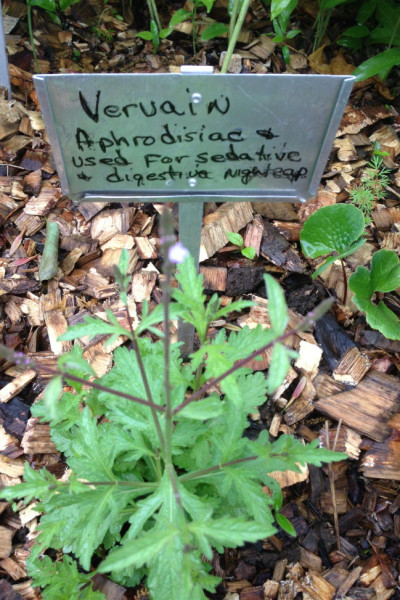 Vervain
Aphrodisiac &
used for sedative
& digestive nightcap